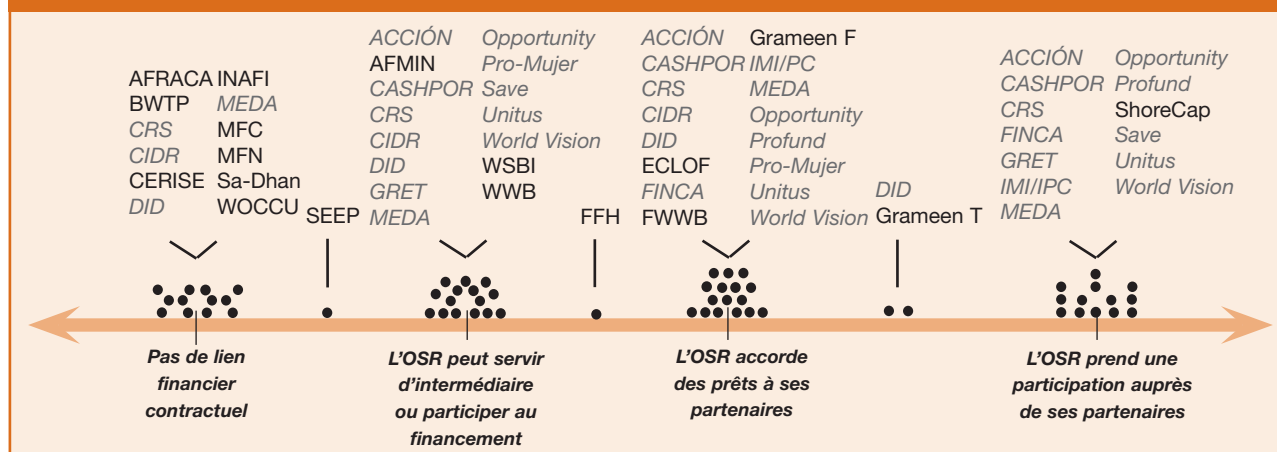 AFRACA INAFI
BWTP MEDA
CRS MFC
CIDR MFN
CERISE Sa-Dhan
DID WOCCU
SEEP
ACCIÓN Opportunity
AFMIN Pro-Mujer
CASHPOR Save
CRS Unitus
CIDR World Vision
DID WSBI
GRET WWB
MEDA
FFH
ACCIÓN Grameen F
CASHPOR IMI/PC
CRS MEDA
CIDR Opportunity
DID Profund
ECLOF Pro-Mujer
FINCA Unitus
FWWB World Vision
DID
Grameen T
ACCIÓN Opportunity
CASHPOR Profund
CRS ShoreCap
FINCA Save
GRET Unitus
IMI/IPC World Vision
MEDA
Pas de lien
financier
contractuel
L'OSR peut servir
d'intermédiaire
ou participer au
financement
L'OSR accorde
des prêts à ses
partenaires
L'OSR prend une
participation auprès
de ses partenaires